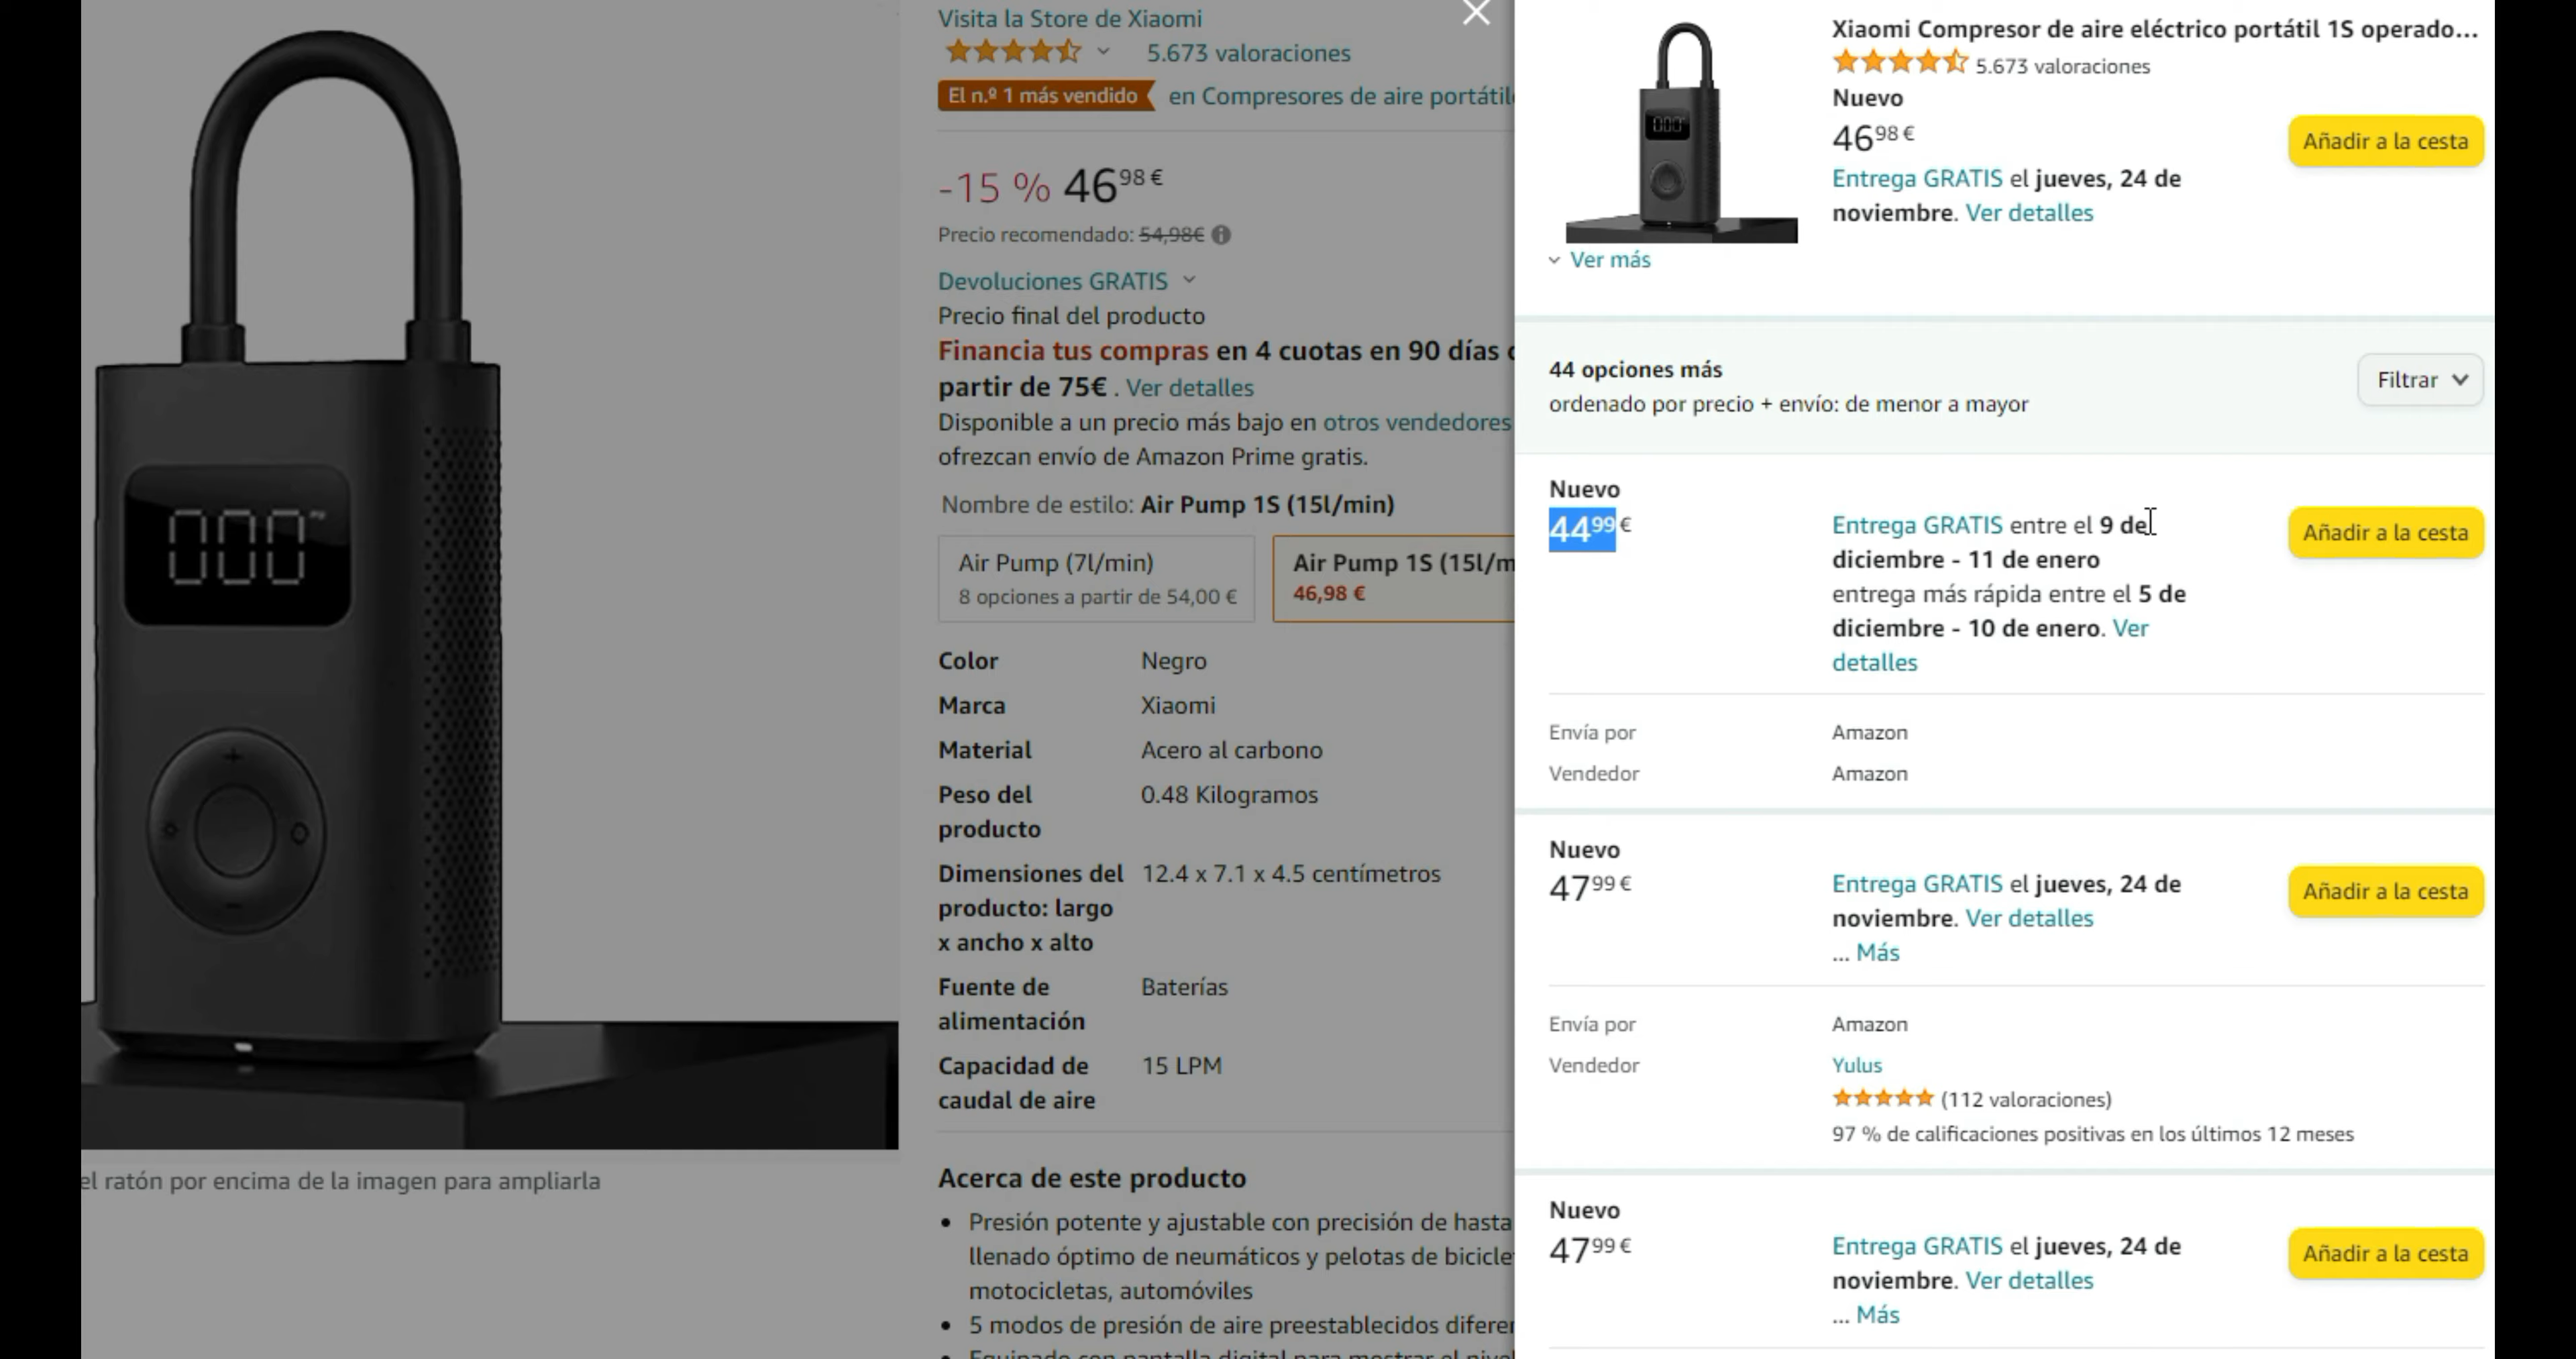 Visita la Store de Xiaomi
5.673 valoraciones
El n.º 1 más vendido en Compresores de aire
-15 % 46 98 €
Precio recomendado: 54,98€
Devoluciones GRATIS
Precio final del producto
Financia tus compras en 4 cuotas en 90 días
partir de 75€ . Ver detalles
Disponible a un precio más bajo en otros vendedores
ofrezcan envío de Amazon Prime gratis.
Nombre de estilo: Air Pump 1S (15l/min)
Air Pump (7l/min)
8 opciones a partir de 54,00 €
Air Pump 1S (15l/m
46,98 €
Color Negro
Marca Xiaomi
Material Acero al carbono
Peso del 0.48 Kilogramos
producto
Dimensiones del 12.4 x 7.1 x 4.5 centímetros
producto: largo
x ancho x alto
Fuente de Baterías
alimentación
Capacidad de 15 LPM
caudal de aire
Acerca de este producto
• Presión potente y ajustable con precisión de hasta
llenado óptimo de neumáticos y pelotas de
motocicletas, automóviles
• 5 modos de presión de aire preestablecidos
000
el ratón por encima de la imagen para ampliarla
Xiaomi Compresor de aire eléctrico portátil 1S operado...
5.673 valoraciones
Nuevo
46 98 €
Añadir a la cesta
Entrega GRATIS el jueves, 24 de
noviembre. Ver detalles
Ver más
44 opciones más
ordenado por precio + envío: de menor a mayor
Filtrar
Nuevo
44 99 €
Entrega GRATIS entre el 9 de
diciembre - 11 de enero
entrega más rápida entre el 5 de
diciembre - 10 de enero. Ver
detalles
Añadir a la cesta
Envía por Amazon
Vendedor Amazon
Nuevo
47 99 €
Entrega GRATIS el jueves, 24 de
noviembre. Ver detalles
... Más
Añadir a la cesta
Envía por Amazon
Vendedor Yulus
(112 valoraciones)
97 % de calificaciones positivas en los últimos 12 meses
Nuevo
47 99 €
Entrega GRATIS el jueves, 24 de
noviembre. Ver detalles
... Más
Añadir a la cesta